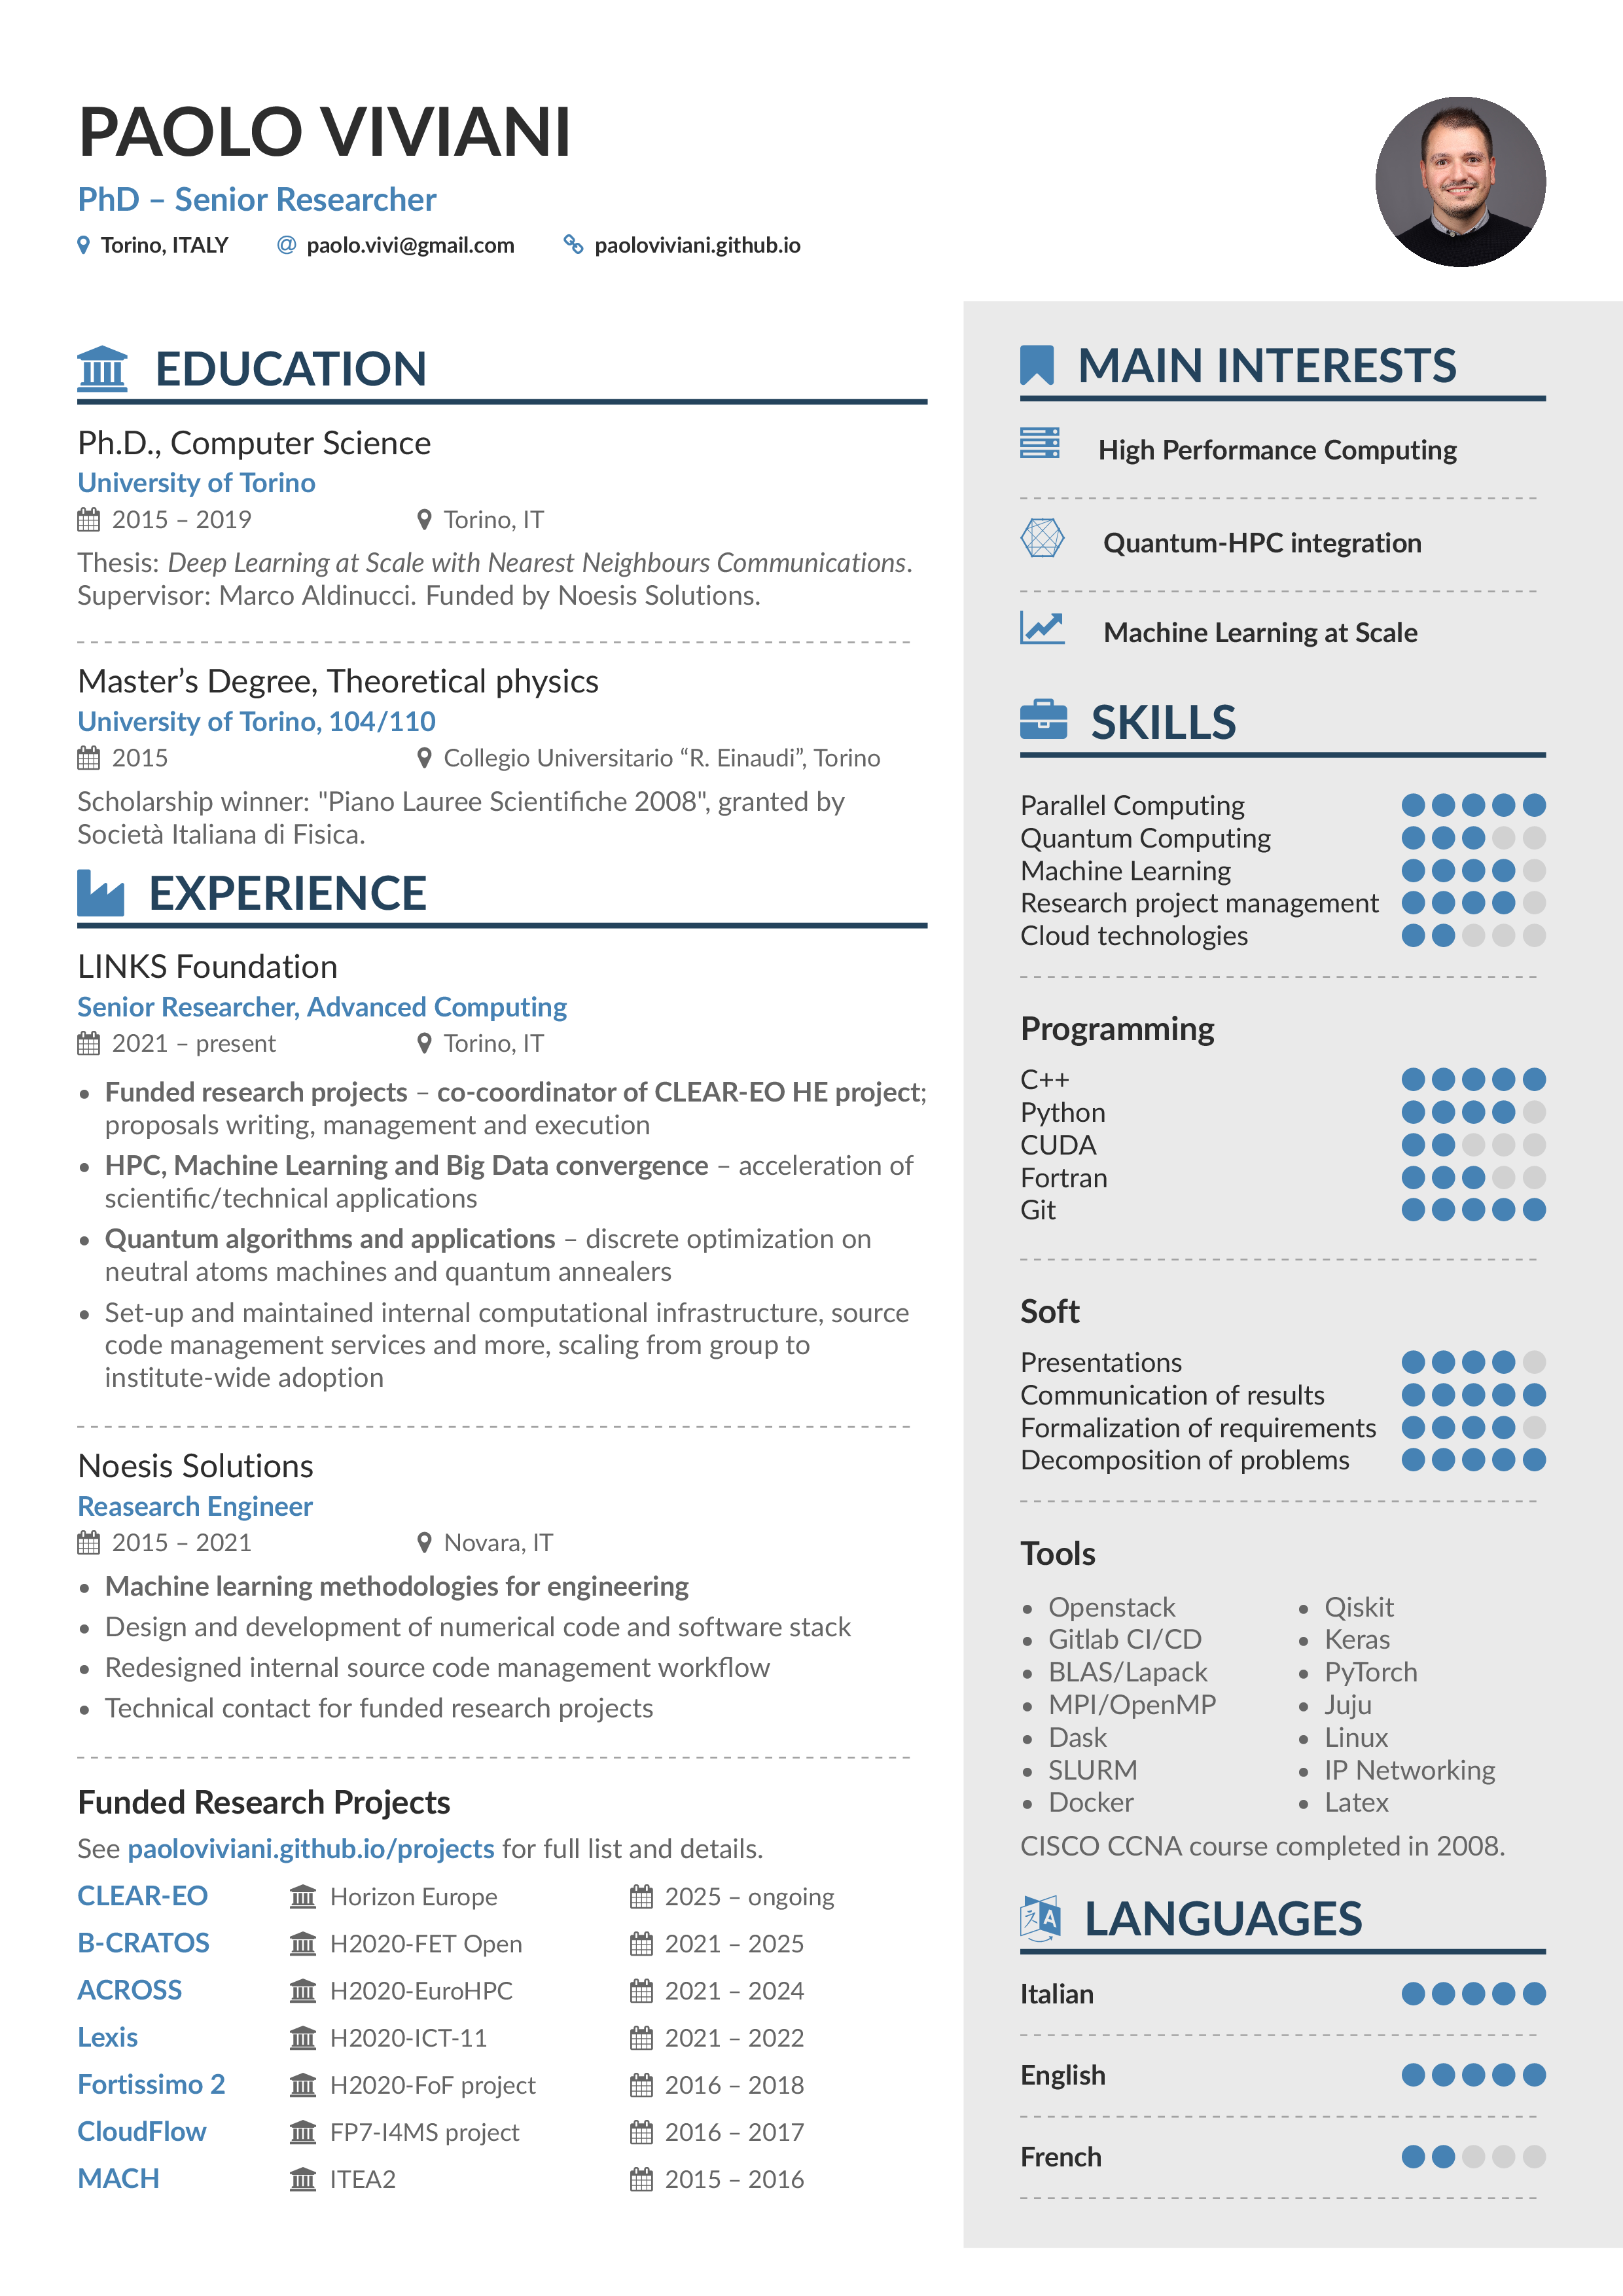 PAOLO VIVIANI
PhD – Senior Researcher
Torino, ITALY @ paolo.vivi@gmail.com paoloviviani.github.io
EDUCATION
Ph.D., Computer Science
University of Torino
2015 – 2019 Torino, IT
Thesis: Deep Learning at Scale with Nearest Neighbours Communications.
Supervisor: Marco Aldinucci. Funded by Noesis Solutions.
Master’s Degree, Theoretical physics
University of Torino, 104/110
2015 Collegio Universitario “R. Einaudi”, Torino
Scholarship winner: "Piano Lauree Scientifiche 2008", granted by
Società Italiana di Fisica.
EXPERIENCE
LINKS Foundation
Senior Researcher, Advanced Computing
2021 – present Torino, IT
• Funded research projects – co-coordinator of CLEAR-EO HE project;
proposals writing, management and execution
• HPC, Machine Learning and Big Data convergence – acceleration of
scientific/technical applications
• Quantum algorithms and applications – discrete optimization on
neutral atoms machines and quantum annealers
• Set-up and maintained internal computational infrastructure, source
code management services and more, scaling from group to
institute-wide adoption
Noesis Solutions
Reasearch Engineer
2015 – 2021 Novara, IT
• Machine learning methodologies for engineering
• Design and development of numerical code and software stack
• Redesigned internal source code management workflow
• Technical contact for funded research projects
Funded Research Projects
See paoloviviani.github.io/projects for full list and details.
CLEAR-EO Horizon Europe 2025 – ongoing
B-CRATOS H2020-FET Open 2021 – 2025
ACROSS H2020-EuroHPC 2021 – 2024
Lexis H2020-ICT-11 2021 – 2022
Fortissimo 2 H2020-FoF project 2016 – 2018
CloudFlow FP7-I4MS project 2016 – 2017
MACH ITEA2 2015 – 2016
MAIN INTERESTS
High Performance Computing
Quantum-HPC integration
Machine Learning at Scale
SKILLS
Parallel Computing
Quantum Computing
Machine Learning
Research project management
Cloud technologies
Programming
C++
Python
CUDA
Fortran
Git
Soft
Presentations
Communication of results
Formalization of requirements
Decomposition of problems
Tools
• Openstack
• Gitlab CI/CD
• BLAS/Lapack
• MPI/OpenMP
• Dask
• SLURM
• Docker
• Qiskit
• Keras
• PyTorch
• Juju
• Linux
• IP Networking
• Latex
CISCO CCNA course completed in 2008.
LANGUAGES
Italian
English
French